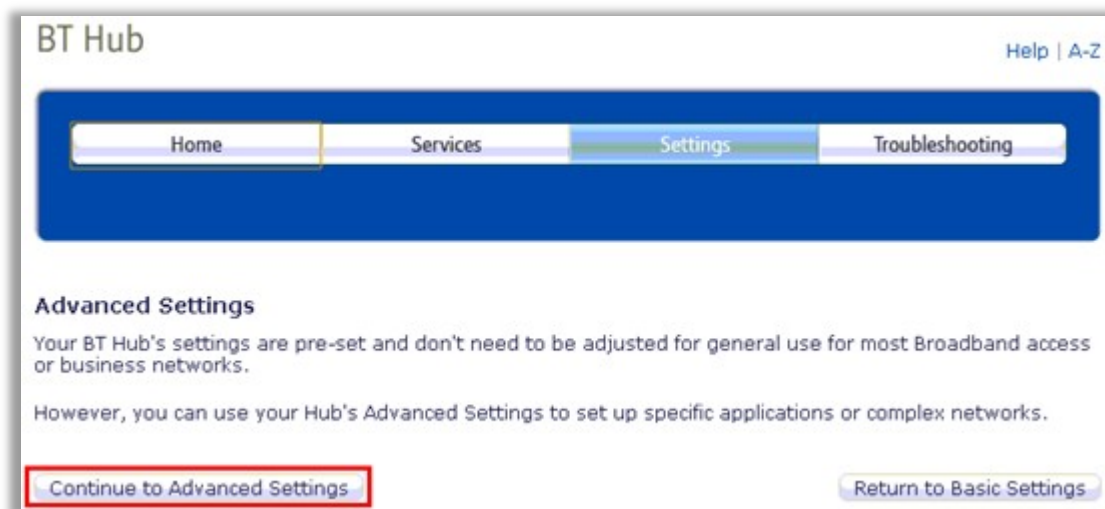 BT Hub
Help | A-Z
Home Services Settings Troubleshooting
Advanced Settings
Your BT Hub's settings are pre-set and don't need to be adjusted for general use for most Broadband access
or business networks.
However, you can use your Hub's Advanced Settings to set up specific applications or complex networks.
Continue to Advanced Settings Return to Basic Settings